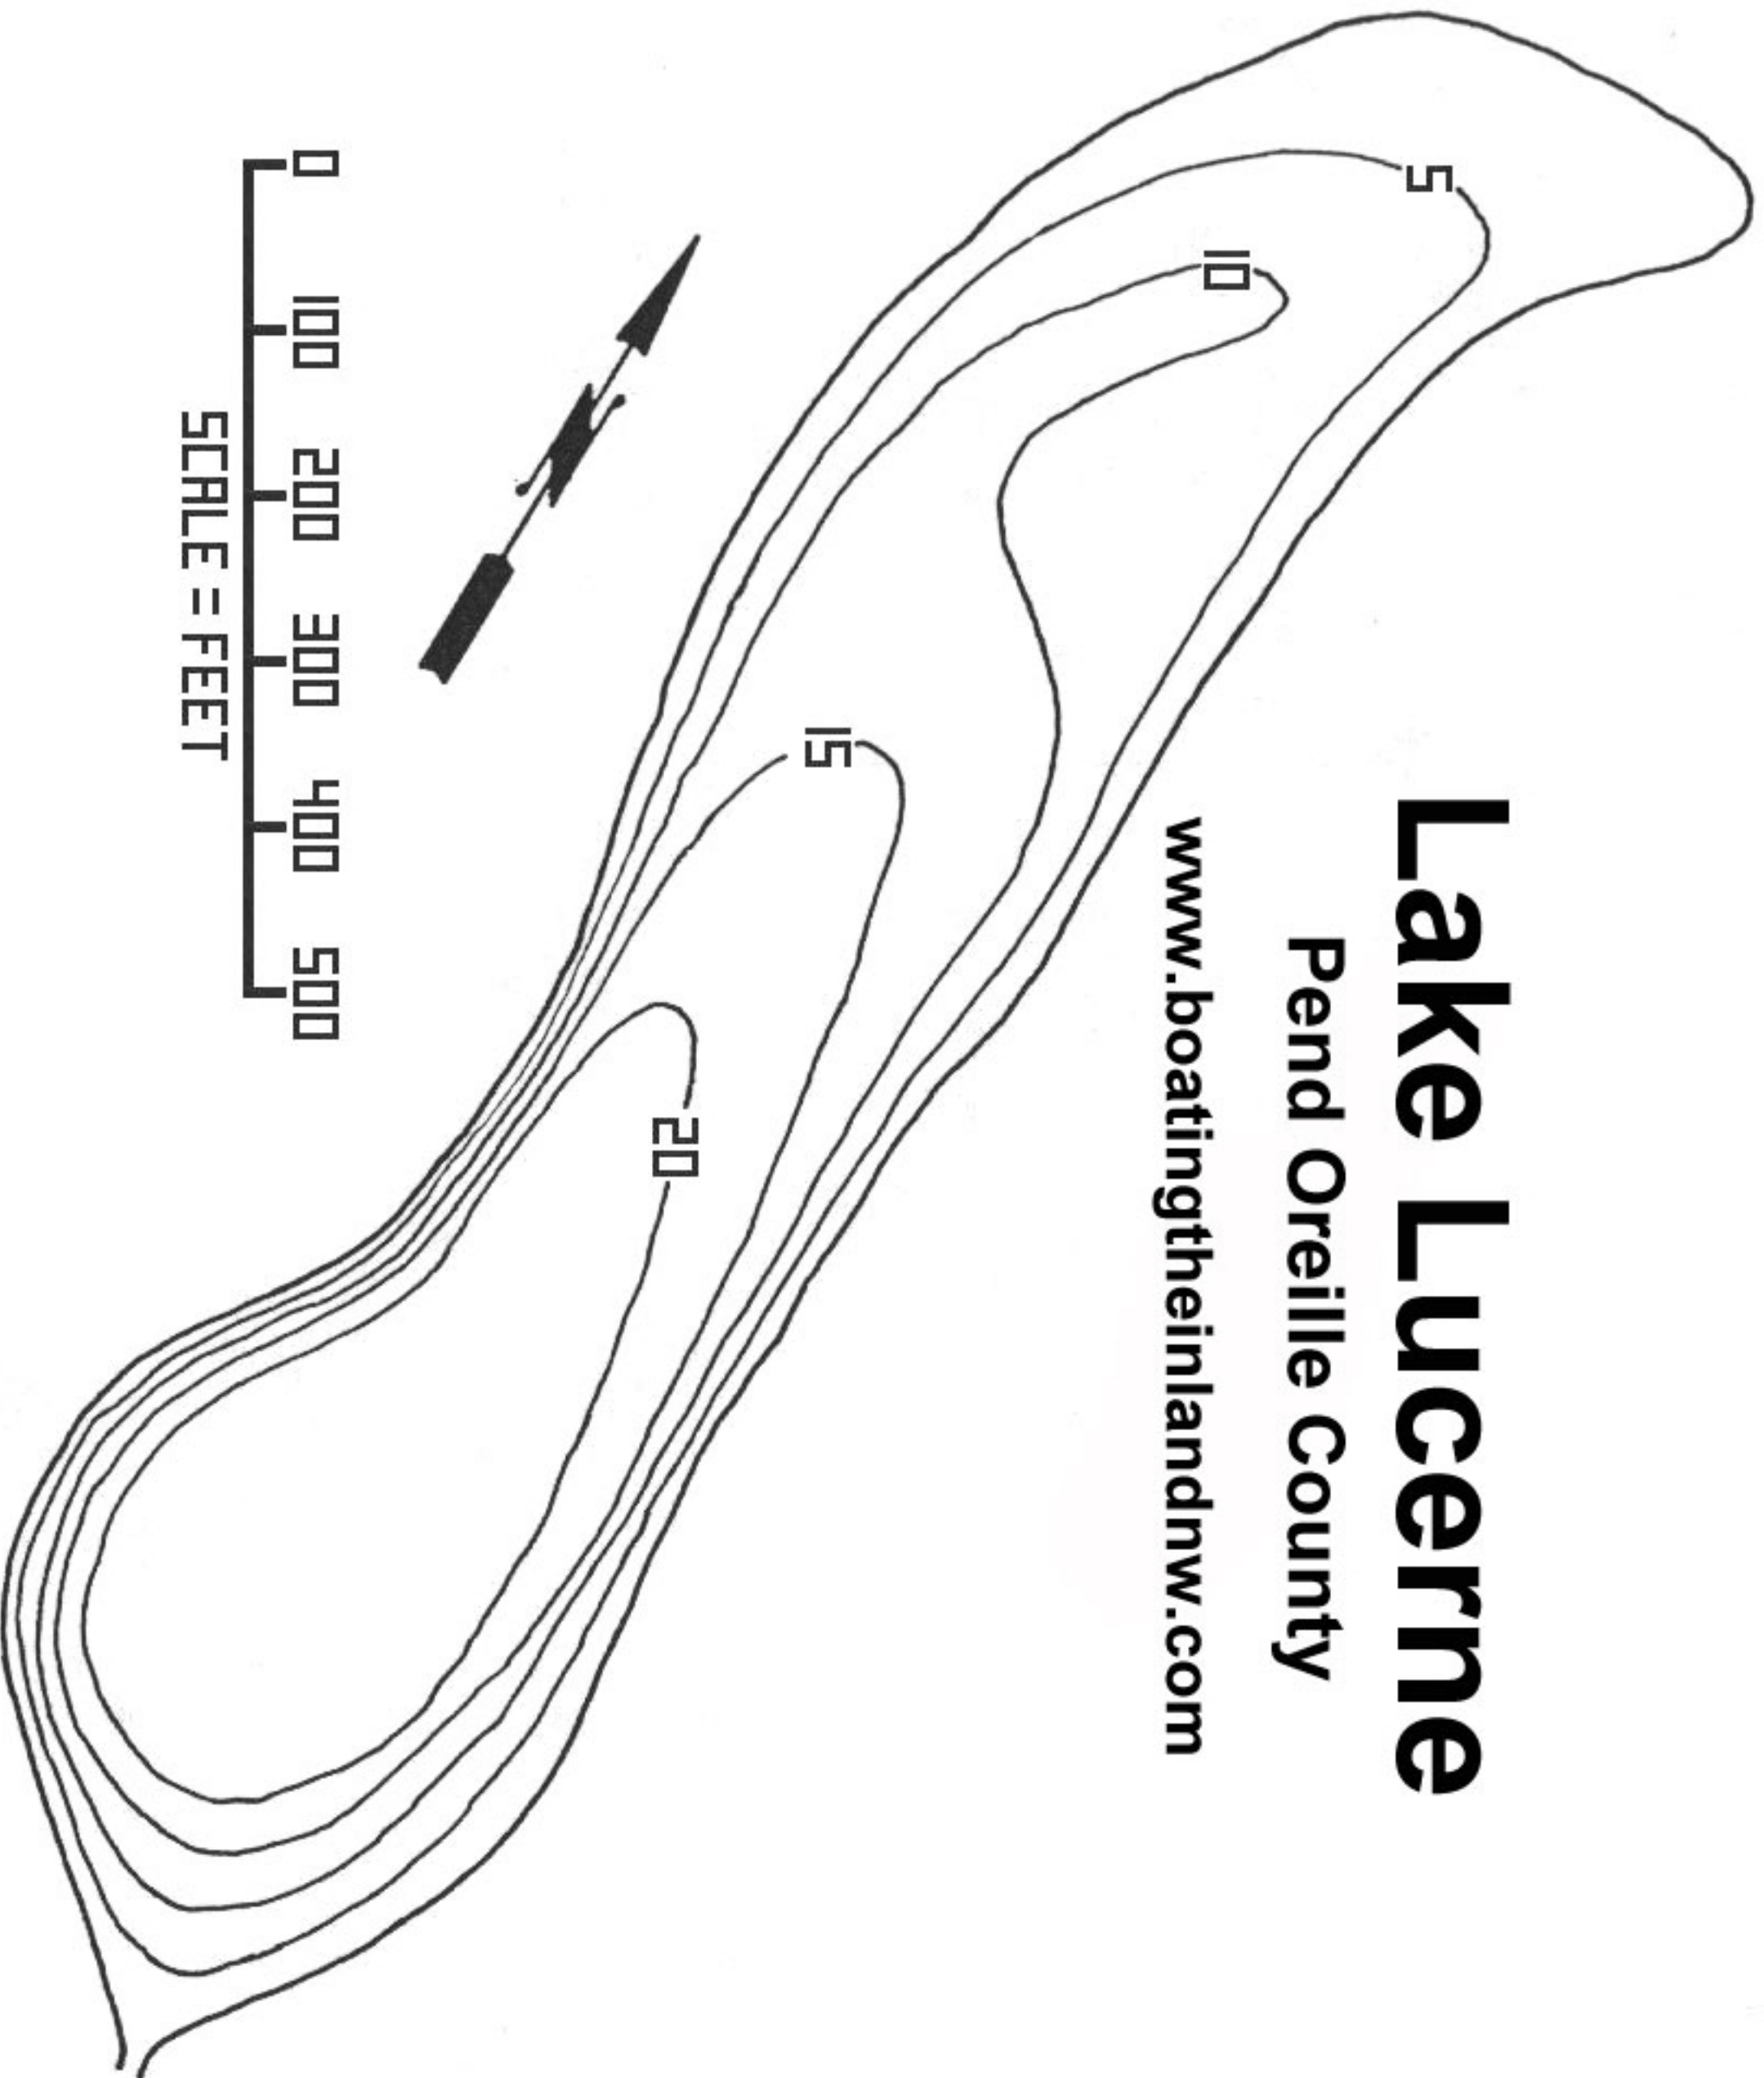 Lake Lucerne
Pend Oreille County
www.boatingtheinlandnw.com
5
10
15
20
0 100 200 300 400 500
SCALE = FEET